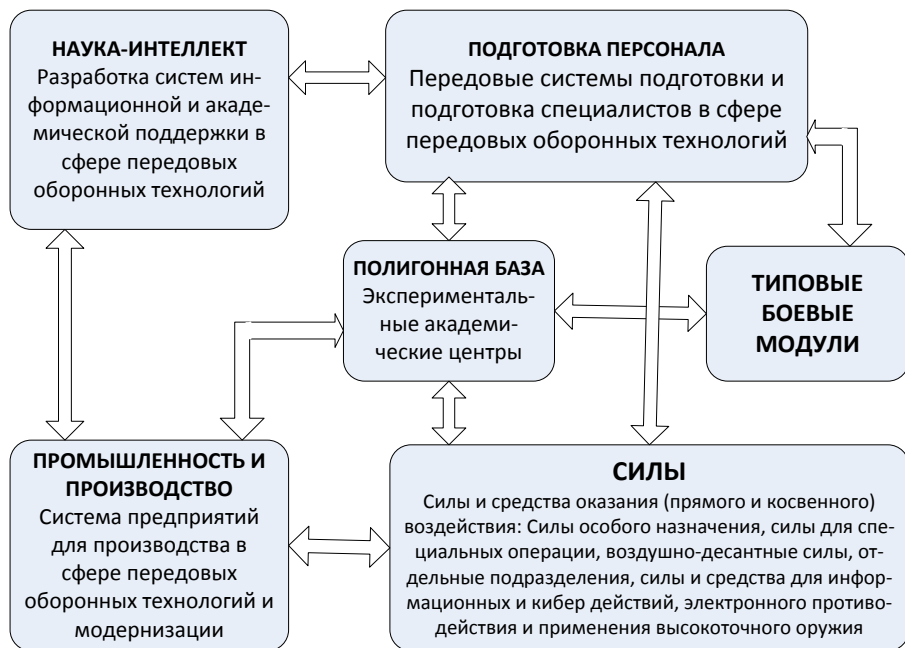 НАУКА-ИНТЕЛЛЕКТ
Разработка систем ин-
формационной и акаде-
мической поддержки в
сфере передовых
оборонных технологий
ПОДГОТОВКА ПЕРСОНАЛА
Передовые системы подготовки и
подготовка специалистов в сфере
передовых оборонных технологий
ПОЛИГОННАЯ БАЗА
Эксперименталь-
ные академи-
ческие центры
ТИПОВЫЕ
БОЕВЫЕ
МОДУЛИ
ПРОМЫШЛЕННОСТЬ И
ПРОИЗВОДСТВО
Система предприятий
для производства в
сфере передовых
оборонных технологий и
модернизации
СИЛЫ
Силы и средства оказания (прямого и косвенного)
воздействия: Силы особого назначения, силы для спе-
циальных операции, воздушно-десантные силы, от-
дельные подразделения, силы и средства для инфор-
мационных и кибер действий, электронного противо-
действия и применения высокоточного оружия